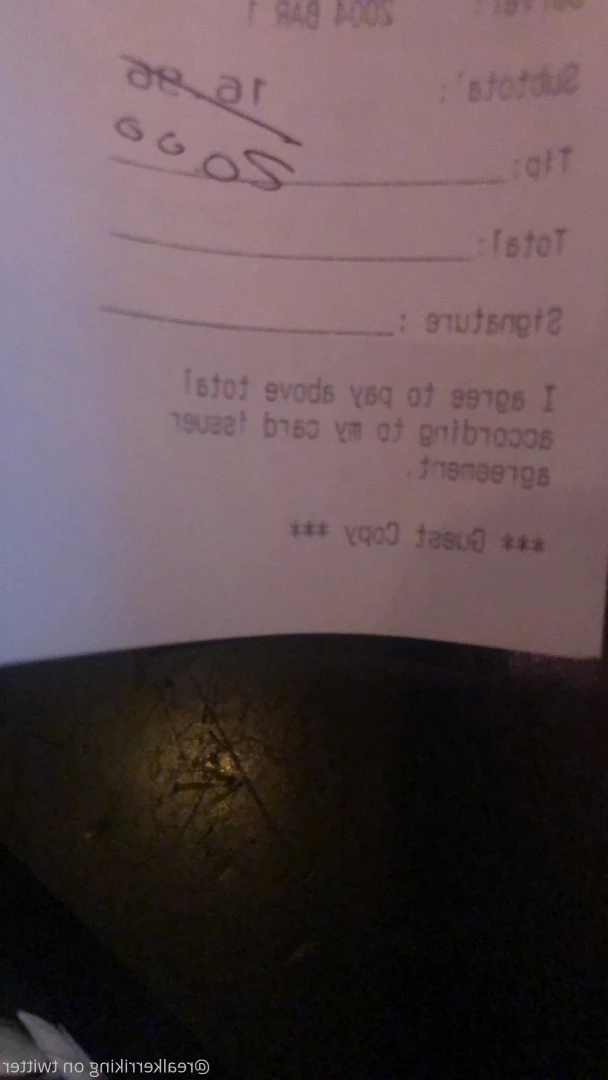 Server: 2004 BAR 1
Subtotal: 16.96
Tip: 20.00
Total:
Signature :
I agree to pay above total
according to my card issuer
agreement.
*** Guest Copy ***
@realkerriking on twitter